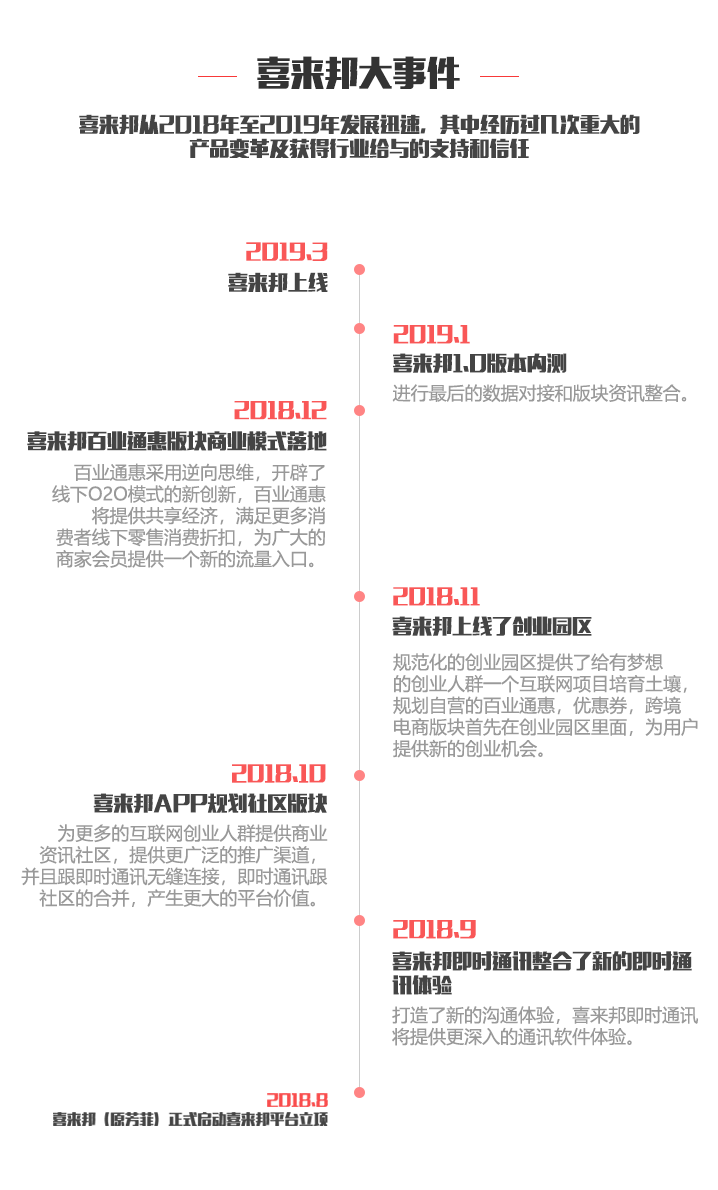 喜来邦大事件
喜来邦从2018年至2019年发展迅速，其中经历过几次重大的
产品变革及获得行业给与的支持和信任
2019.3
喜来邦上线
2019.1
喜来邦1.0版本内测
进行最后的数据对接和版块资讯整合。
2018.12
喜来邦百业通惠版块商业模式落地
百业通惠采用逆向思维，开辟了
线下O2O模式的新创新，百业通惠
将提供共享经济，满足更多消
费者线下零售消费折扣，为广大的
商家会员提供一个新的流量入口。
2018.11
喜来邦上线了创业园区
规范化的创业园区提供了给有梦想
的创业人群一个互联网项目培育土壤，
规划自营的百业通惠，优惠券，跨境
电商版块首先在创业园区里面，为用户
提供新的创业机会。
2018.10
喜来邦APP规划社区版块
为更多的互联网创业人群提供商业
资讯社区，提供更广泛的推广渠道，
并且跟即时通讯无缝连接，即时通讯跟
社区的合并，产生更大的平台价值。
2018.9
喜来邦即时通讯整合了新的即时通
讯体验
打造了新的沟通体验，喜来邦即时通讯
将提供更深入的通讯软件体验。
2018.8
喜来邦（原芳菲）正式启动喜来邦平台立项